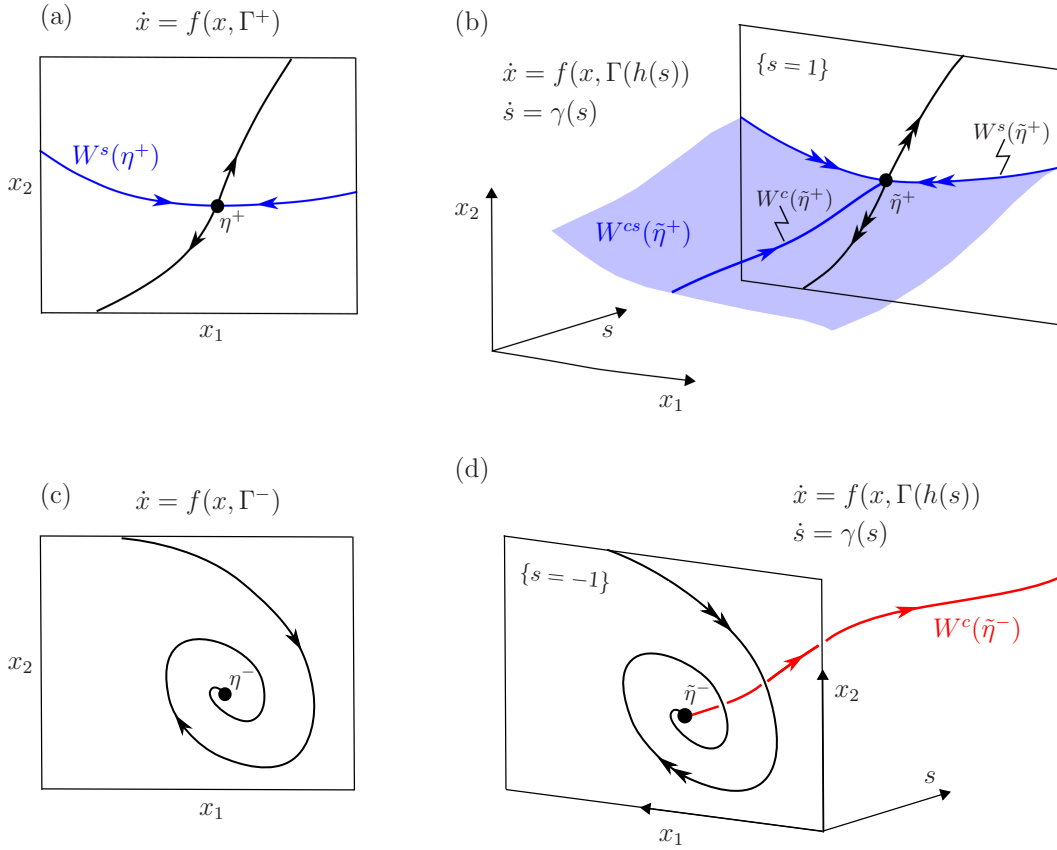 (a)
ẋ = f(x, Γ⁺)
W^s(η⁺)
x₂
η⁺
x₁
(b)
ẋ = f(x, Γ(h(s))
ṡ = γ(s)
{s = 1}
W^s(η̃⁺)
W^c(η̃⁺)
η̃⁺
W^{cs}(η̃⁺)
x₂
s
x₁
(c)
ẋ = f(x, Γ⁻)
x₂
η⁻
x₁
(d)
ẋ = f(x, Γ(h(s))
ṡ = γ(s)
{s = −1}
W^c(η̃⁻)
η̃⁻
x₂
s
x₁